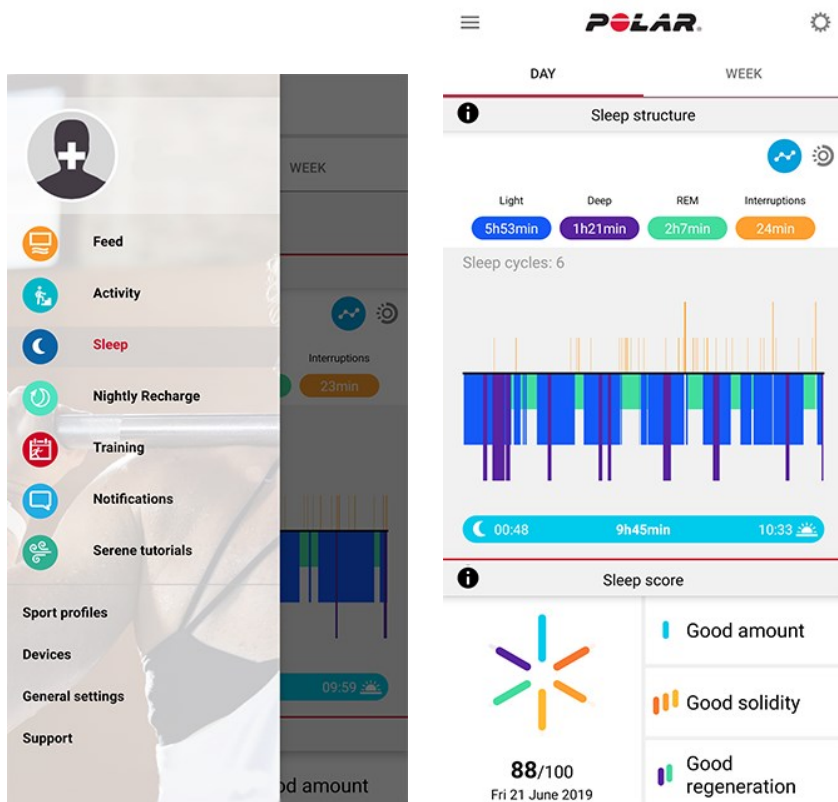 WEEK
Feed
Activity
Sleep
Interruptions
Nightly Recharge
23min
Training
Notifications
Serene tutorials
Sport profiles
Devices
General settings
09:59
Support
od amount
POLAR.
DAY WEEK
Sleep structure
Light Deep REM Interruptions
5h53min 1h21min 2h7min 24min
Sleep cycles: 6
00:48 9h45min 10:33
Sleep score
Good amount
Good solidity
88/100
Fri 21 June 2019
Good
regeneration